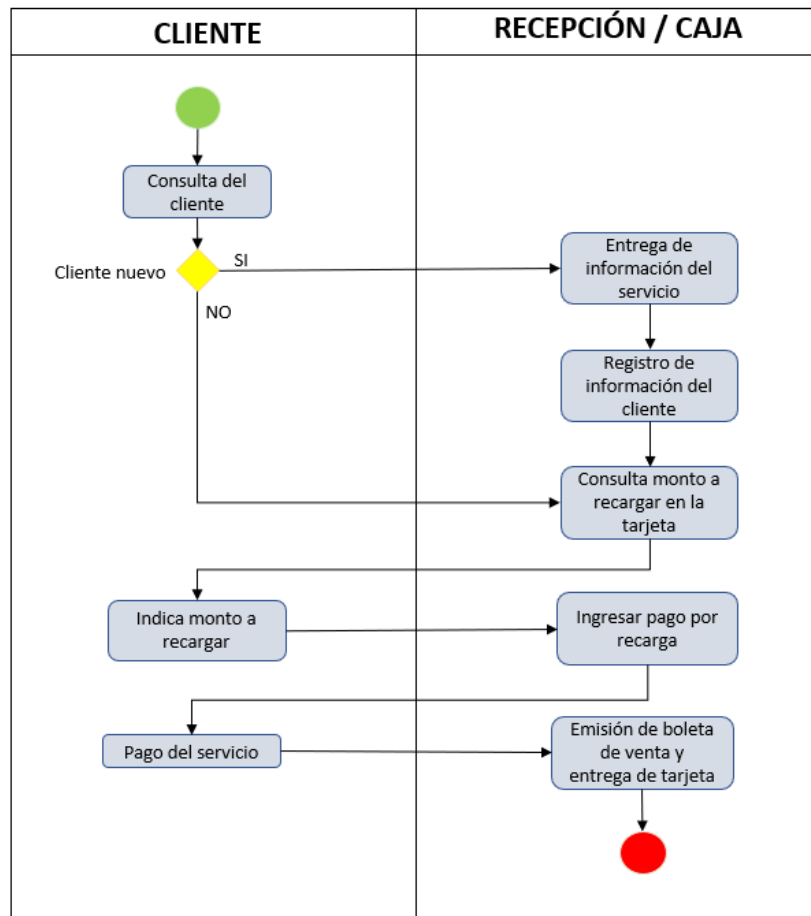 CLIENTE
RECEPCIÓN / CAJA
Consulta del
cliente
Cliente nuevo
SI
NO
Entrega de
información del
servicio
Registro de
información del
cliente
Consulta monto a
recargar en la
tarjeta
Indica monto a
recargar
Ingresar pago por
recarga
Pago del servicio
Emisión de boleta
de venta y
entrega de tarjeta